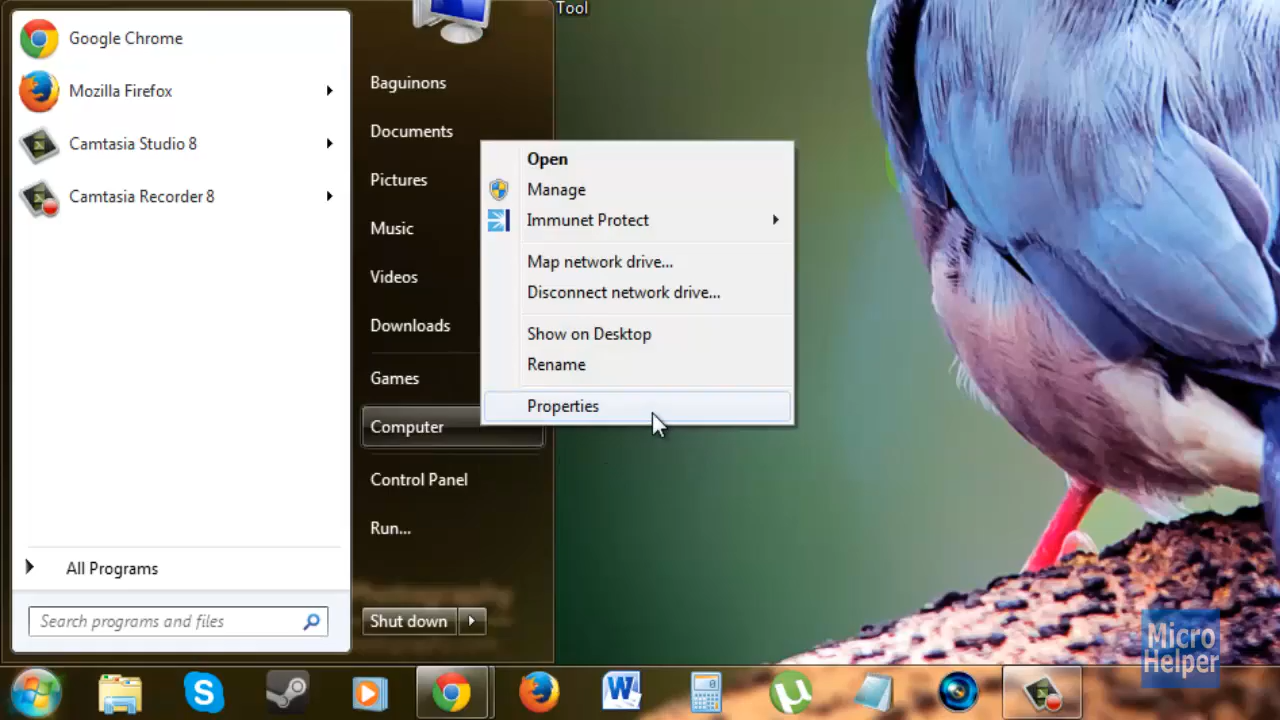 Tool
Google Chrome
Mozilla Firefox
Camtasia Studio 8
Camtasia Recorder 8
All Programs
Search programs and files
Baguinons
Documents
Pictures
Music
Videos
Downloads
Games
Computer
Control Panel
Run...
Shut down
Open
Manage
Immunet Protect
Map network drive...
Disconnect network drive...
Show on Desktop
Rename
Properties
Micro
Helper